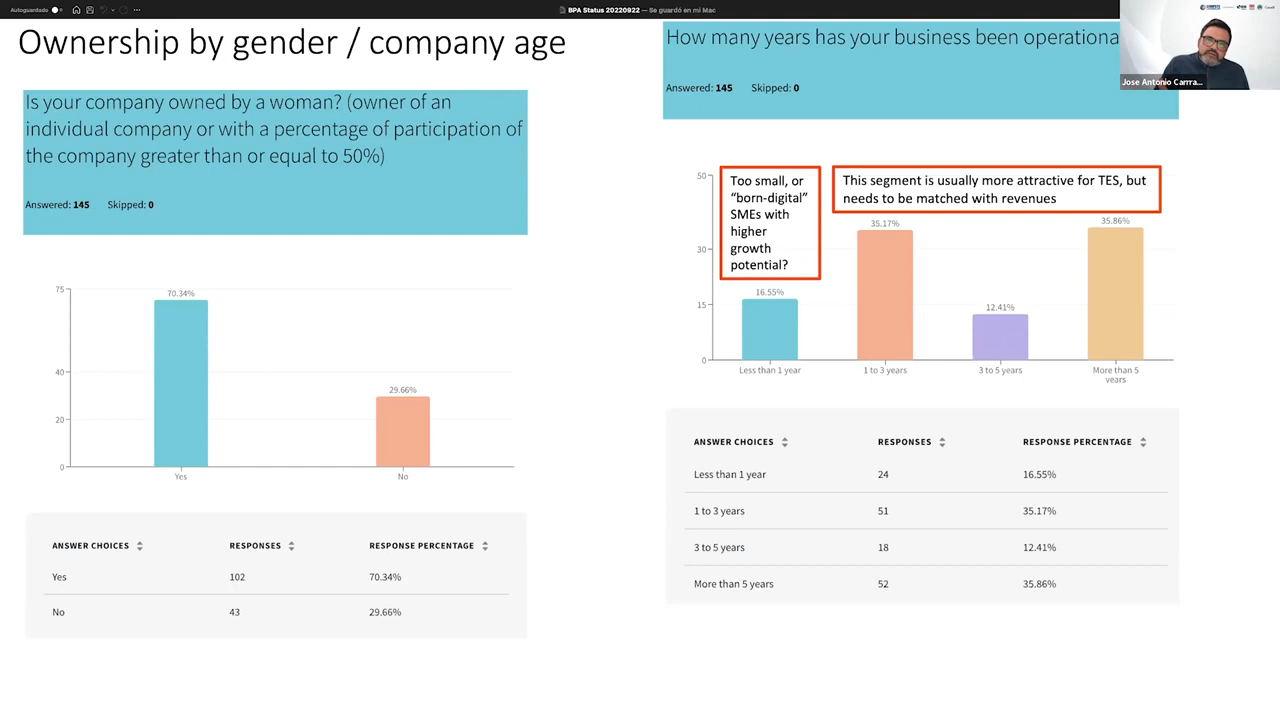 Autoguardado
BPA Status 20220922 — Se guardó en mi Mac
Ownership by gender / company age
Is your company owned by a woman? (owner of an
individual company or with a percentage of participation of
the company greater than or equal to 50%)
Answered: 145 Skipped: 0
75
70.34%
40
29.66%
20
0
Yes
No
ANSWER CHOICES RESPONSES RESPONSE PERCENTAGE
Yes 102 70.34%
No 43 29.66%
How many years has your business been operationa
Answered: 145 Skipped: 0
Jose Antonio Carrra...
Too small, or
“born-digital”
SMEs with
higher
growth
potential?
This segment is usually more attractive for TES, but
needs to be matched with revenues
50
35.17%
35.86%
30
16.55%
15
12.41%
0
Less than 1 year
1 to 3 years
3 to 5 years
More than 5
years
ANSWER CHOICES RESPONSES RESPONSE PERCENTAGE
Less than 1 year 24 16.55%
1 to 3 years 51 35.17%
3 to 5 years 18 12.41%
More than 5 years 52 35.86%